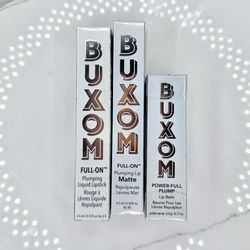 BUXOM
FULL-ON™
Plumping
Liquid Lipstick
Rouge à
Lèvres Liquide
Repulpant
BUXOM
FULL-ON™
Plumping Lip
Matte
Repulpeur
Lèvres Mat
BUXOM
POWER-FULL
PLUMP
Lip Balm
Baume Pour Les
Lèvres Repulpeur